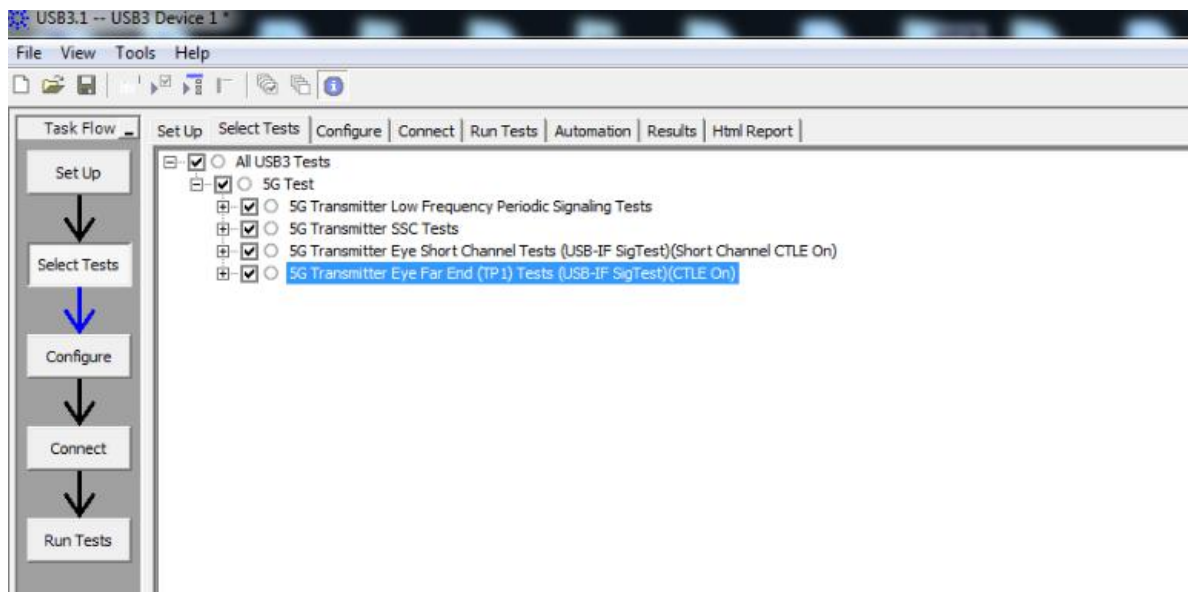 USB3.1 -- USB3 Device 1 *
File View Tools Help
Task Flow
Set Up Select Tests Configure Connect Run Tests Automation Results Html Report
Set Up
Select Tests
Configure
Connect
Run Tests
All USB3 Tests
5G Test
5G Transmitter Low Frequency Periodic Signaling Tests
5G Transmitter SSC Tests
5G Transmitter Eye Short Channel Tests (USB-IF SigTest)(Short Channel CTLE On)
5G Transmitter Eye Far End (TP1) Tests (USB-IF SigTest)(CTLE On)